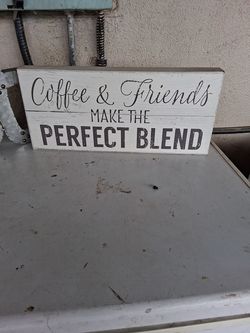 Coffee & Friends
MAKE THE
PERFECT BLEND